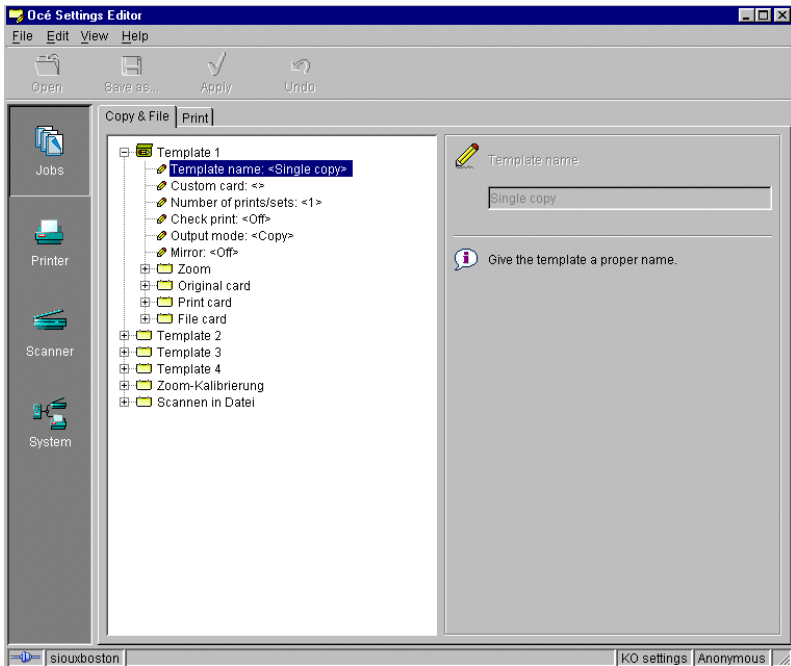 Océ Settings Editor
File Edit View Help
Open Save as... Apply Undo
Jobs
Printer
Scanner
System
Copy & File Print
Template 1
Template name: <Single copy>
Custom card: <>
Number of prints/sets: <1>
Check print: <Off>
Output mode: <Copy>
Mirror: <Off>
Zoom
Original card
Print card
File card
Template 2
Template 3
Template 4
Zoom-Kalibrierung
Scannen in Datei
Template name
Single copy
Give the template a proper name.
siouxboston KO settings Anonymous